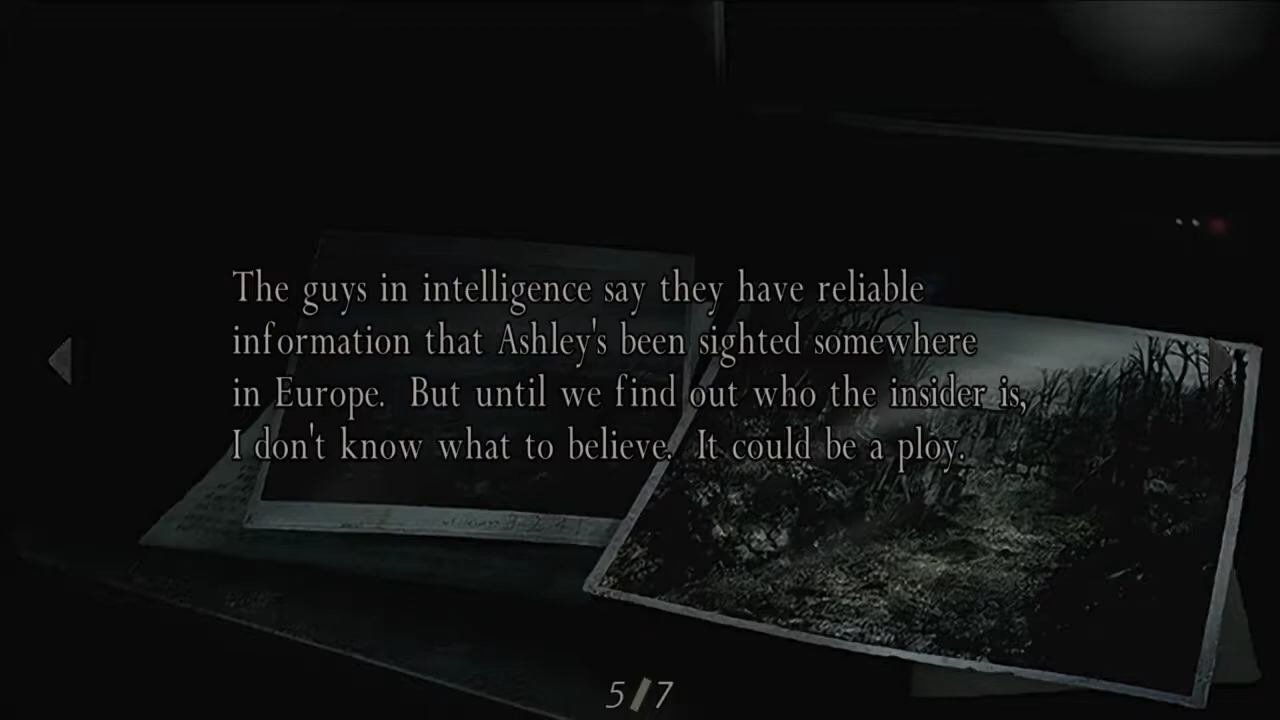 The guys in intelligence say they have reliable
information that Ashley's been sighted somewhere
in Europe.  But until we find out who the insider is,
I don't know what to believe.  It could be a ploy.
5/7